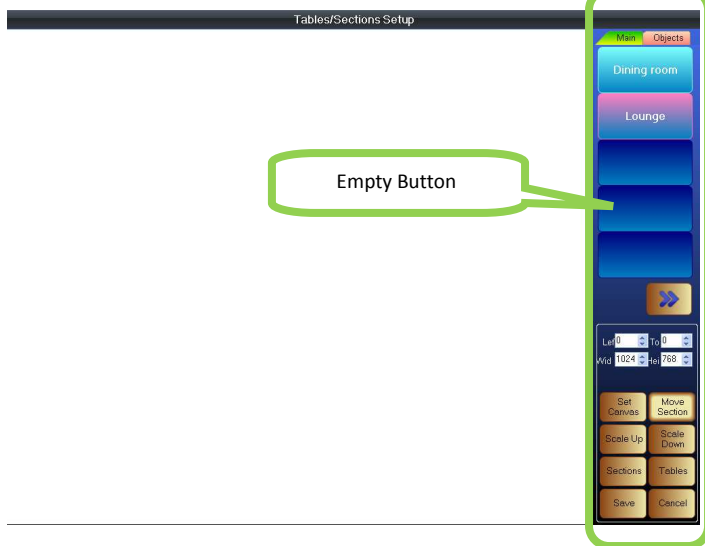 Tables/Sections Setup
Main Objects
Dining room
Lounge
Empty Button
Lef 0 To 0
Wid 1024 Hei 768
Set Canvas
Move Section
Scale Up
Scale Down
Sections
Tables
Save
Cancel